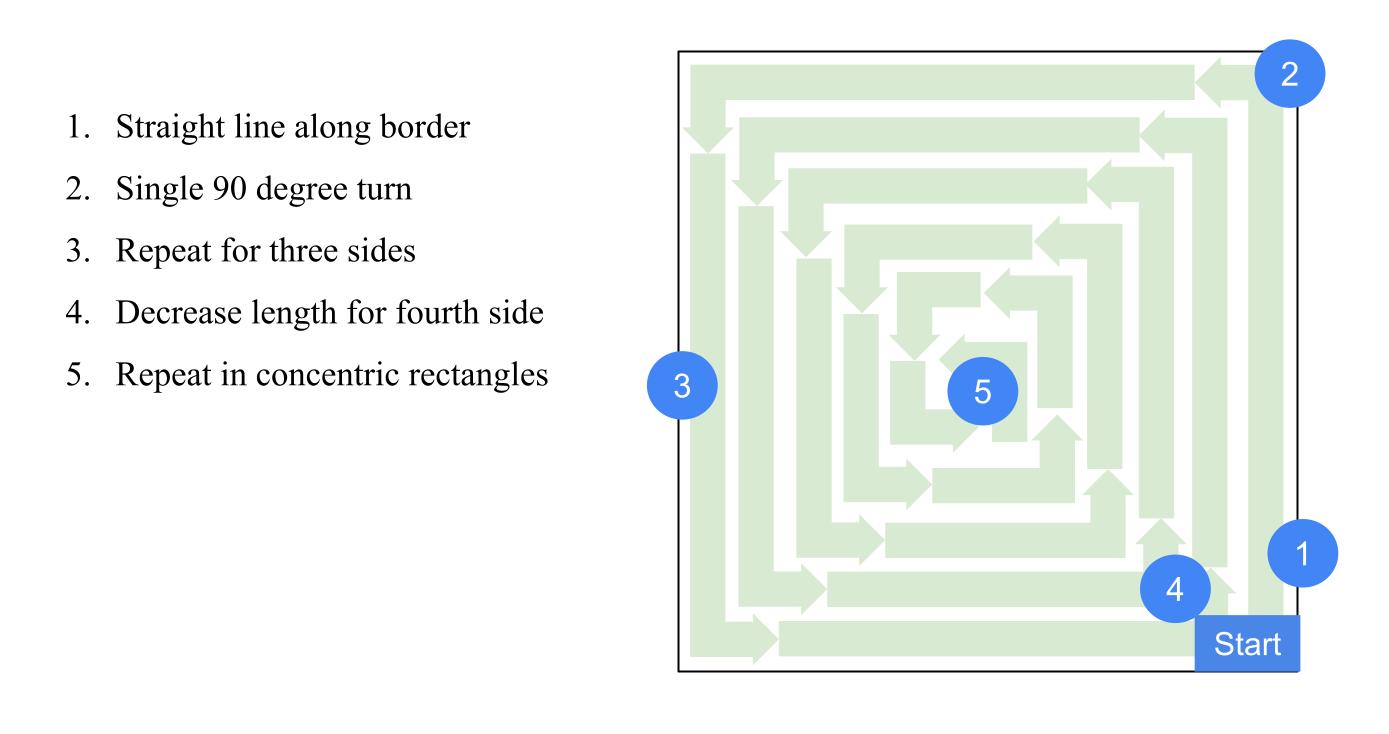 1. Straight line along border
2. Single 90 degree turn
3. Repeat for three sides
4. Decrease length for fourth side
5. Repeat in concentric rectangles
2
3
5
1
4
Start